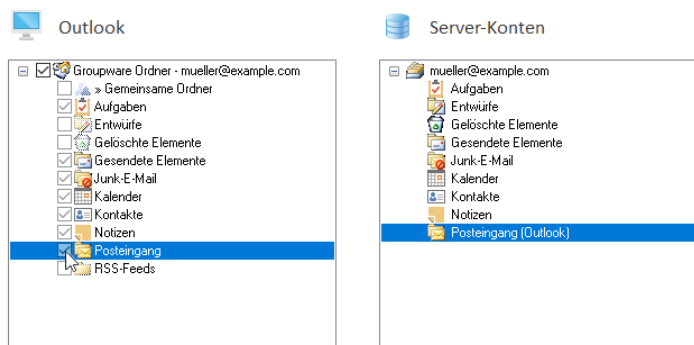 Outlook
Groupware Ordner - mueller@example.com
» Gemeinsame Ordner
Aufgaben
Entwürfe
Gelöschte Elemente
Gesendete Elemente
Junk-E-Mail
Kalender
Kontakte
Notizen
Posteingang
RSS-Feeds
Server-Konten
mueller@example.com
Aufgaben
Entwürfe
Gelöschte Elemente
Gesendete Elemente
Junk-E-Mail
Kalender
Kontakte
Notizen
Posteingang (Outlook)